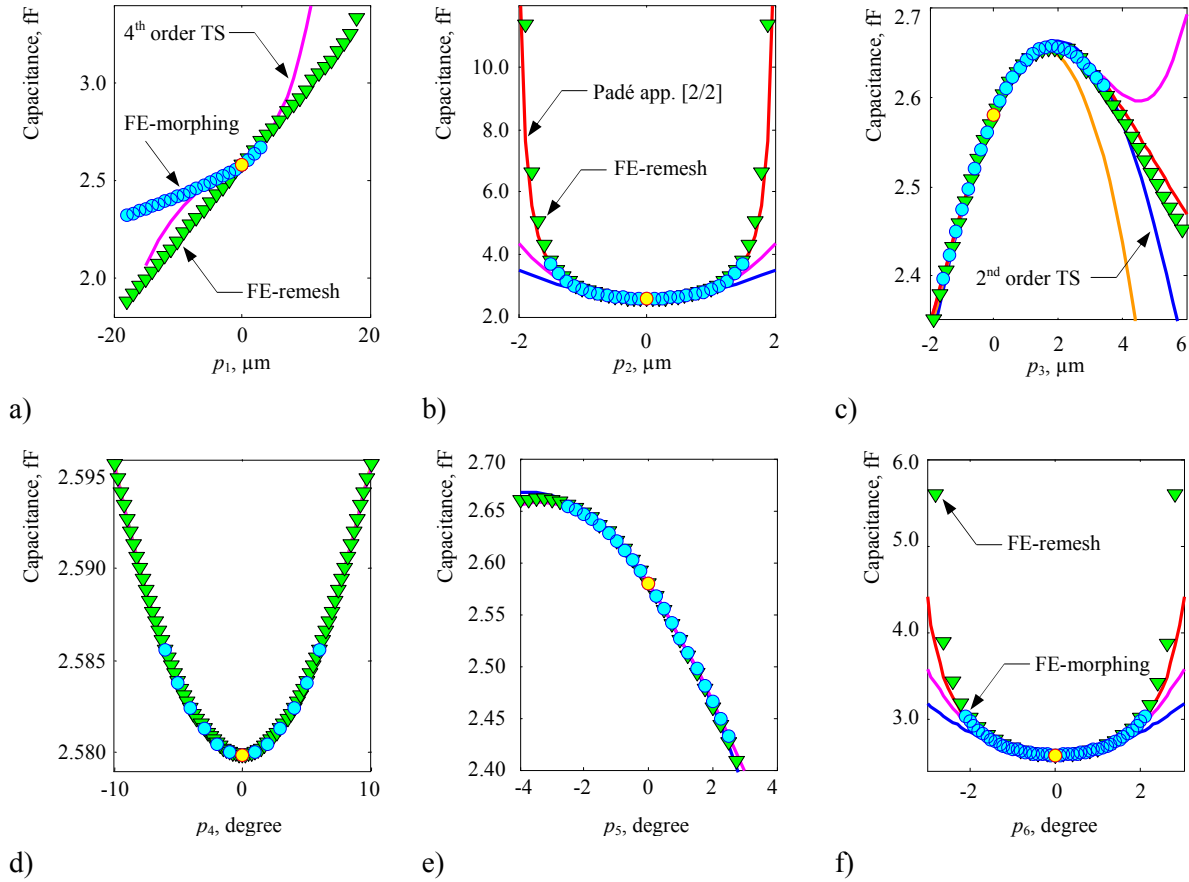 Capacitance, fF
3.0
2.5
2.0
4th order TS
FE-morphing
FE-remesh
-20
0
20
p1, µm
a)
Capacitance, fF
10.0
8.0
6.0
4.0
2.0
Padé app. [2/2]
FE-remesh
-2
0
2
p2, µm
b)
Capacitance, fF
2.7
2.6
2.5
2.4
2nd order TS
-2
0
2
4
6
p3, µm
c)
Capacitance, fF
2.595
2.590
2.585
2.580
-10
0
10
p4, degree
d)
Capacitance, fF
2.70
2.65
2.60
2.55
2.50
2.45
2.40
-4
-2
0
2
4
p5, degree
e)
Capacitance, fF
6.0
5.0
4.0
3.0
FE-remesh
FE-morphing
-2
0
2
p6, degree
f)